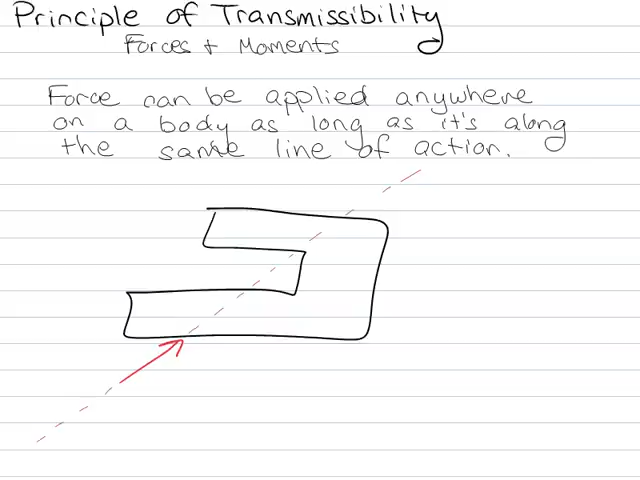 Principle of Transmissibility
Forces + Moments
Force can be applied anywhere
on a body as long as it's along
the same line of action.